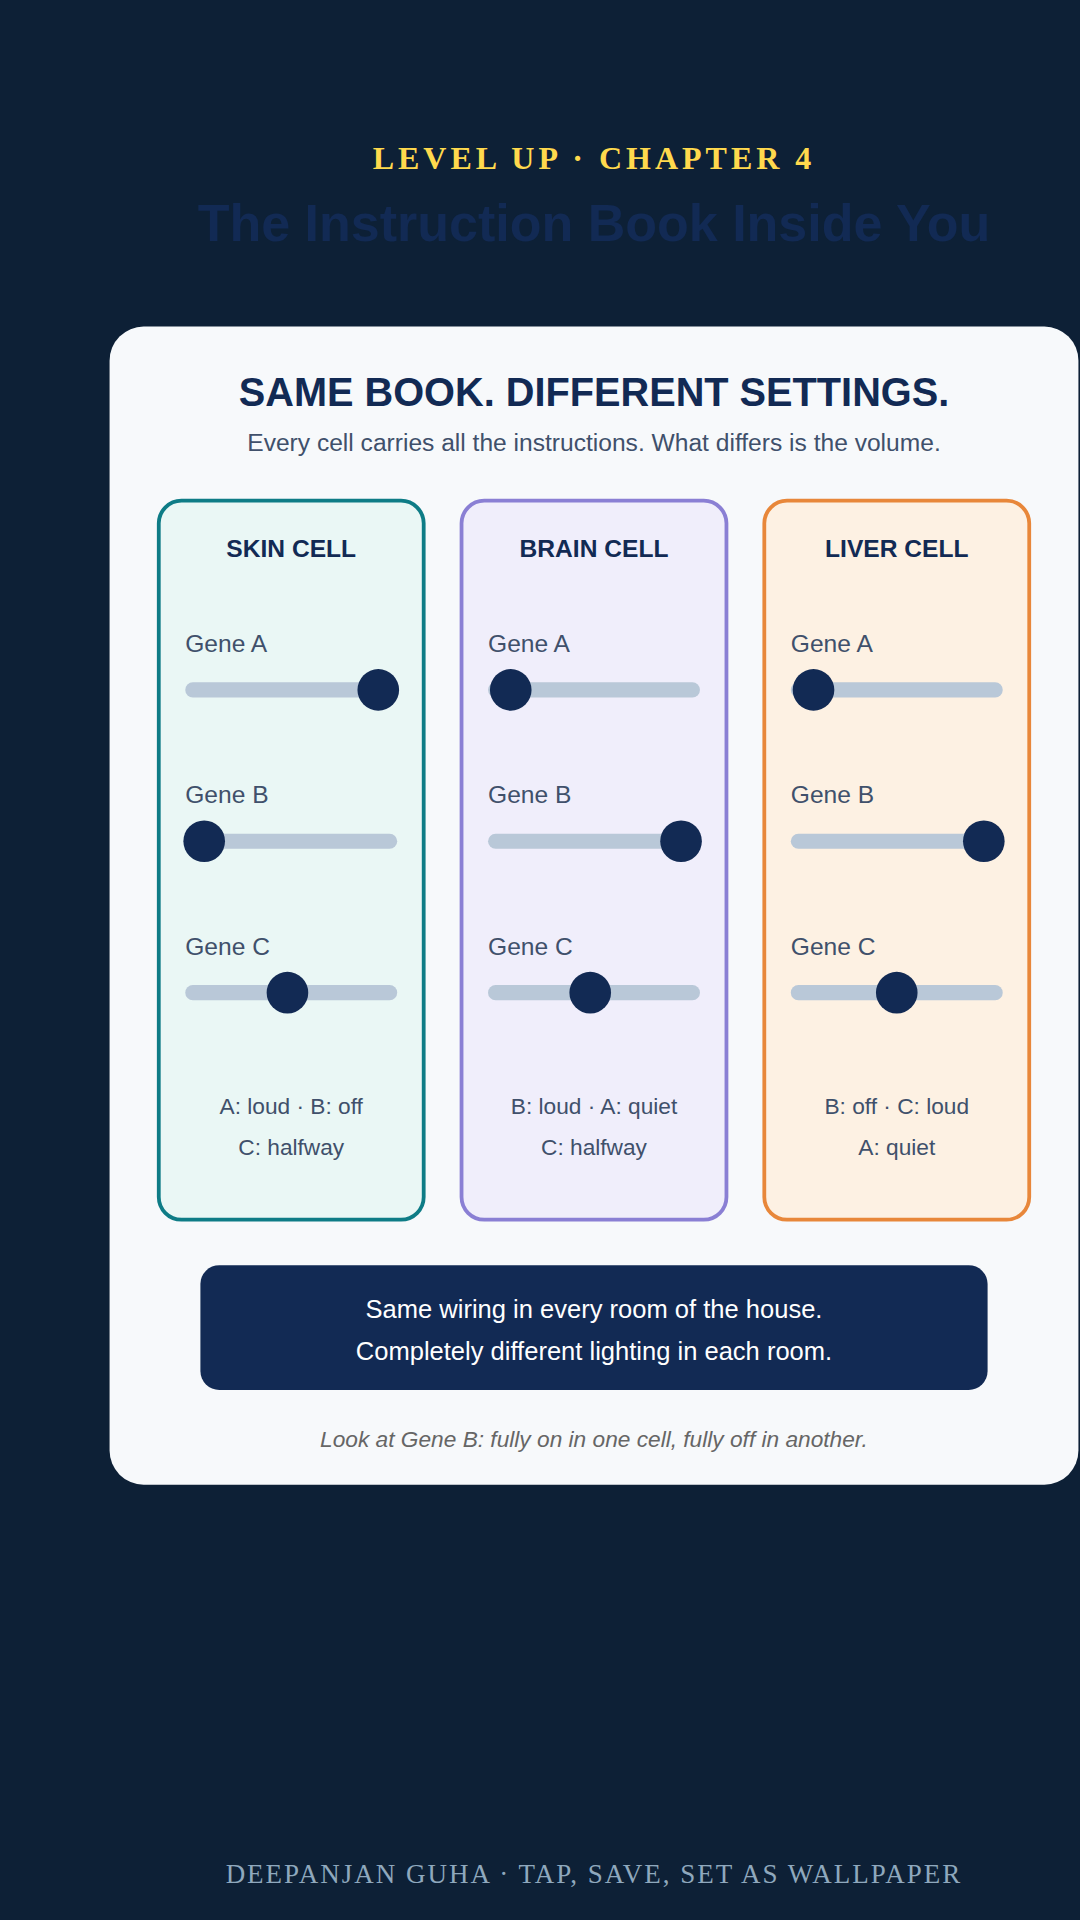 LEVEL UP · CHAPTER 4
The Instruction Book Inside You
SAME BOOK. DIFFERENT SETTINGS.
Every cell carries all the instructions. What differs is the volume.
SKIN CELL
Gene A
Gene B
Gene C
A: loud · B: off
C: halfway
BRAIN CELL
Gene A
Gene B
Gene C
B: loud · A: quiet
C: halfway
LIVER CELL
Gene A
Gene B
Gene C
B: off · C: loud
A: quiet
Same wiring in every room of the house.
Completely different lighting in each room.
Look at Gene B: fully on in one cell, fully off in another.
DEEPANJAN GUHA · TAP, SAVE, SET AS WALLPAPER